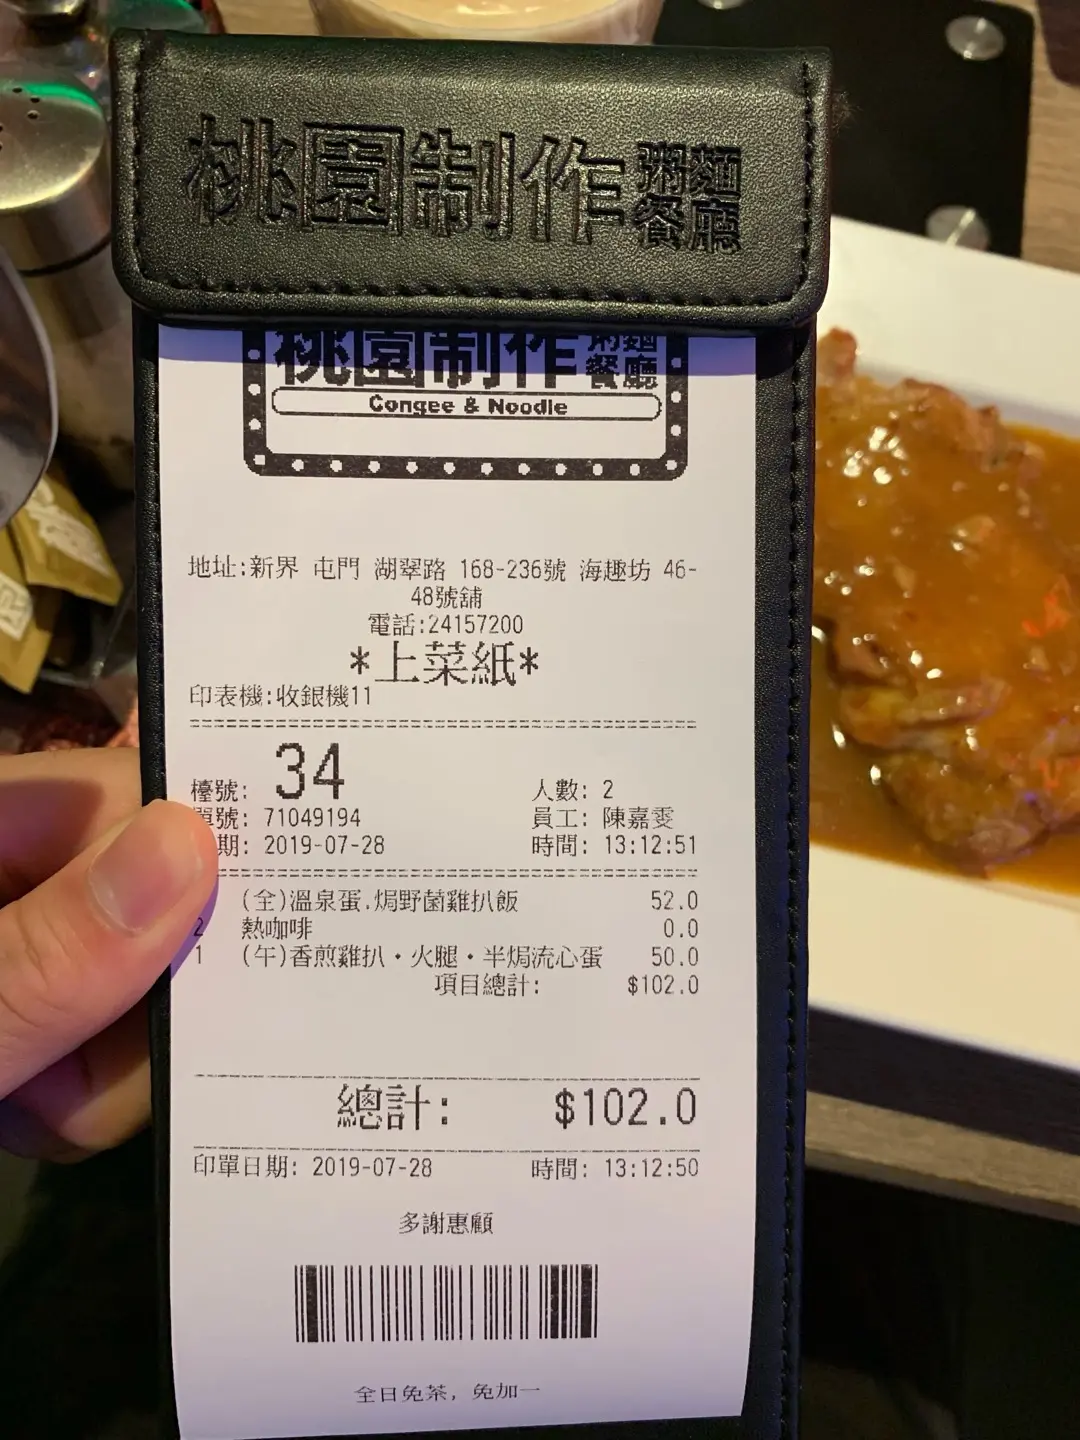 桃園制作 粥麵餐廳
桃園制作 粥麵餐廳
Congee & Noodle
地址:新界 屯門 湖翠路 168-236號 海趣坊 46-
48號舖
電話:24157200
*上菜紙*
印表機:收銀機11
檯號: 34 人數: 2
單號: 71049194 員工: 陳嘉雯
期: 2019-07-28 時間: 13:12:51
(全)溫泉蛋.焗野菌雞扒飯 52.0
2 熱咖啡 0.0
1 (午)香煎雞扒・火腿・半焗流心蛋 50.0
項目總計: $102.0
總計: $102.0
印單日期: 2019-07-28 時間: 13:12:50
多謝惠顧
全日免茶, 免加一